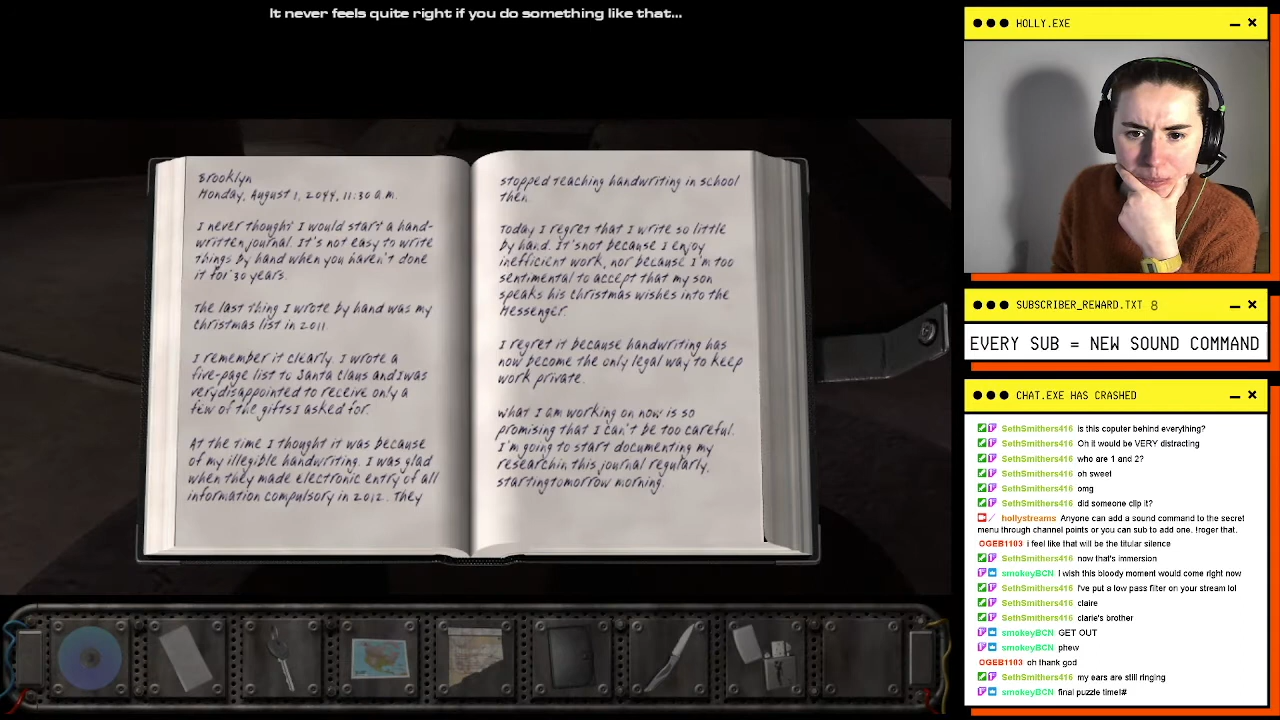 It never feels quite right if you do something like that...
Brooklyn
Monday, August 1, 2044, 11:30 a.m.
I never thought I would start a hand-
written journal. It's not easy to write
things by hand when you haven't done
it for 30 years.
The last thing I wrote by hand was my
Christmas list in 2011
I remember it clearly. I wrote a
five-page list to Santa Claus and I was
very disappointed to receive only a
few of the gifts I asked for.
At the time I thought it was because
of my illegible handwriting. I was glad
when they made electronic entry of all
information compulsory in 2012. They
stopped teaching handwriting in school
then.
Today I regret that I write so little
by hand. It's not because I enjoy
inefficient work, nor because I'm too
sentimental to accept that my son
speaks his Christmas wishes into the
Messenger.
I regret it because handwriting has
now become the only legal way to keep
work private.
What I am working on now is so
promising that I can't be too careful.
I'm going to start documenting my
research in this journal regularly,
starting tomorrow morning.
HOLLY.EXE
SUBSCRIBER_REWARD.TXT 8
EVERY SUB = NEW SOUND COMMAND
CHAT.EXE HAS CRASHED
SethSmithers416 Is this coputer behind everything?
SethSmithers416 Oh it would be VERY distracting
SethSmithers416 who are 1 and 2?
SethSmithers416 oh sweet
SethSmithers416 omg
SethSmithers416 did someone clip it?
hollystreams Anyone can add a sound command to the secret
menu through channel points or you can sub to add one. !roger that.
OGEB1103 i feel like that will be the titular silence
SethSmithers416 now that's immersion
smokeyBCN I wish this bloody moment would come right now
SethSmithers416 I've put a low pass filter on your stream lol
SethSmithers416 claire
SethSmithers416 clarie's brother
smokeyBCN GET OUT
smokeyBCN phew
OGEB1103 oh thank god
SethSmithers416 my ears are still ringing
smokeyBCN final puzzle time!#